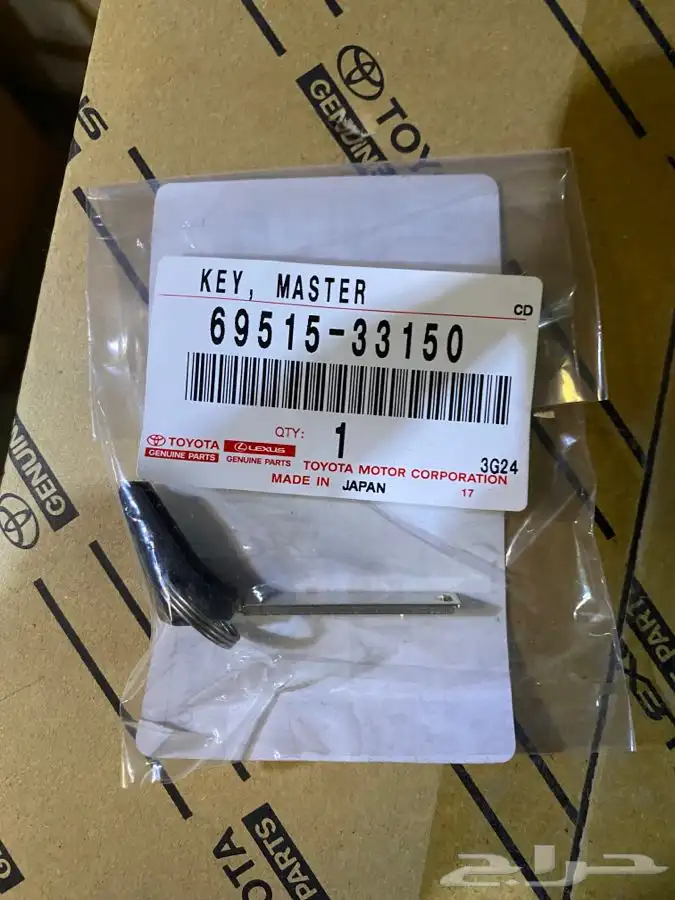 TOYOTA
GENUINE
KEY, MASTER
CD
69515-33150
QTY: 1
TOYOTA
GENUINE PARTS
LEXUS
GENUINE PARTS
TOYOTA MOTOR CORPORATION
3G24
MADE IN JAPAN
17
GENUINE
PARTS
TOYOTA
PARTS
حراج